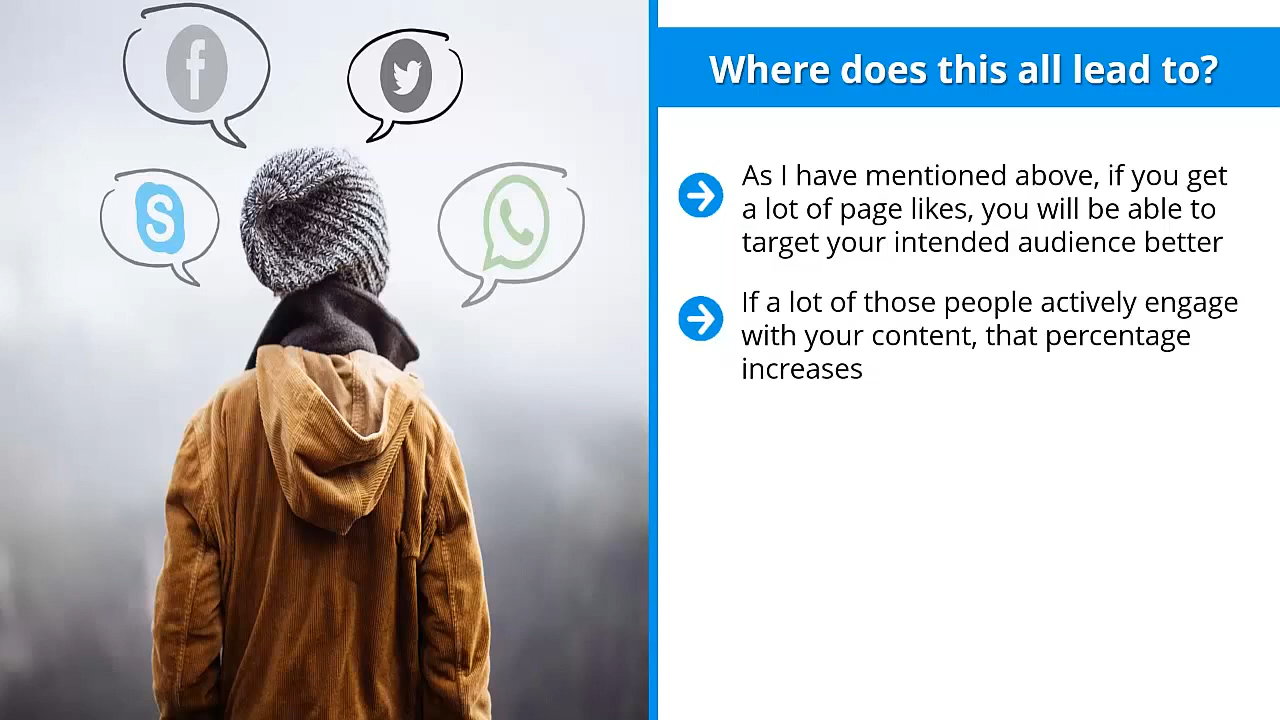 Where does this all lead to?
As I have mentioned above, if you get
a lot of page likes, you will be able to
target your intended audience better
If a lot of those people actively engage
with your content, that percentage
increases